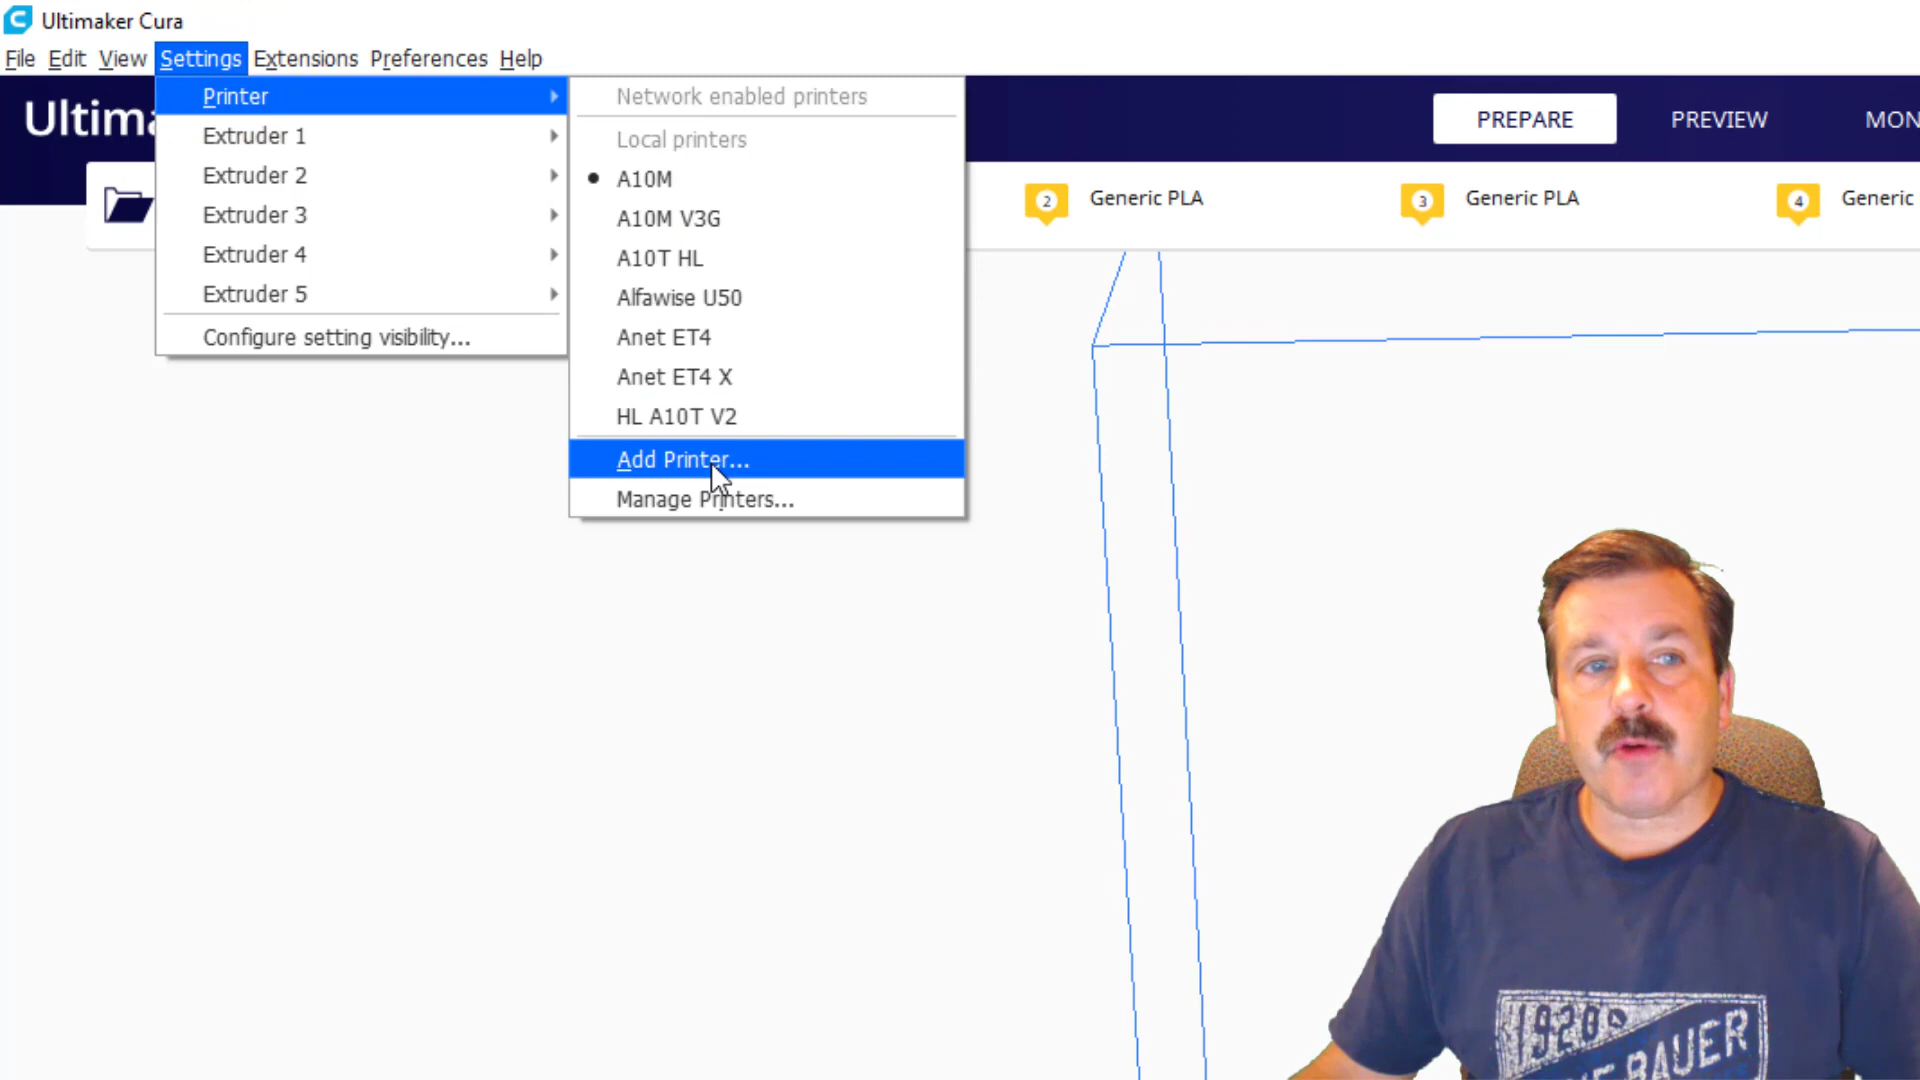 Ultimaker Cura
File Edit View Settings Extensions Preferences Help
Ultima
Printer
Extruder 1
Extruder 2
Extruder 3
Extruder 4
Extruder 5
Configure setting visibility...
Network enabled printers
Local printers
A10M
A10M V3G
A10T HL
Alfawise U50
Anet ET4
Anet ET4 X
HL A10T V2
Add Printer...
Manage Printers...
PREPARE PREVIEW MON
2 Generic PLA
3 Generic PLA
4 Generic
1920
BAUER